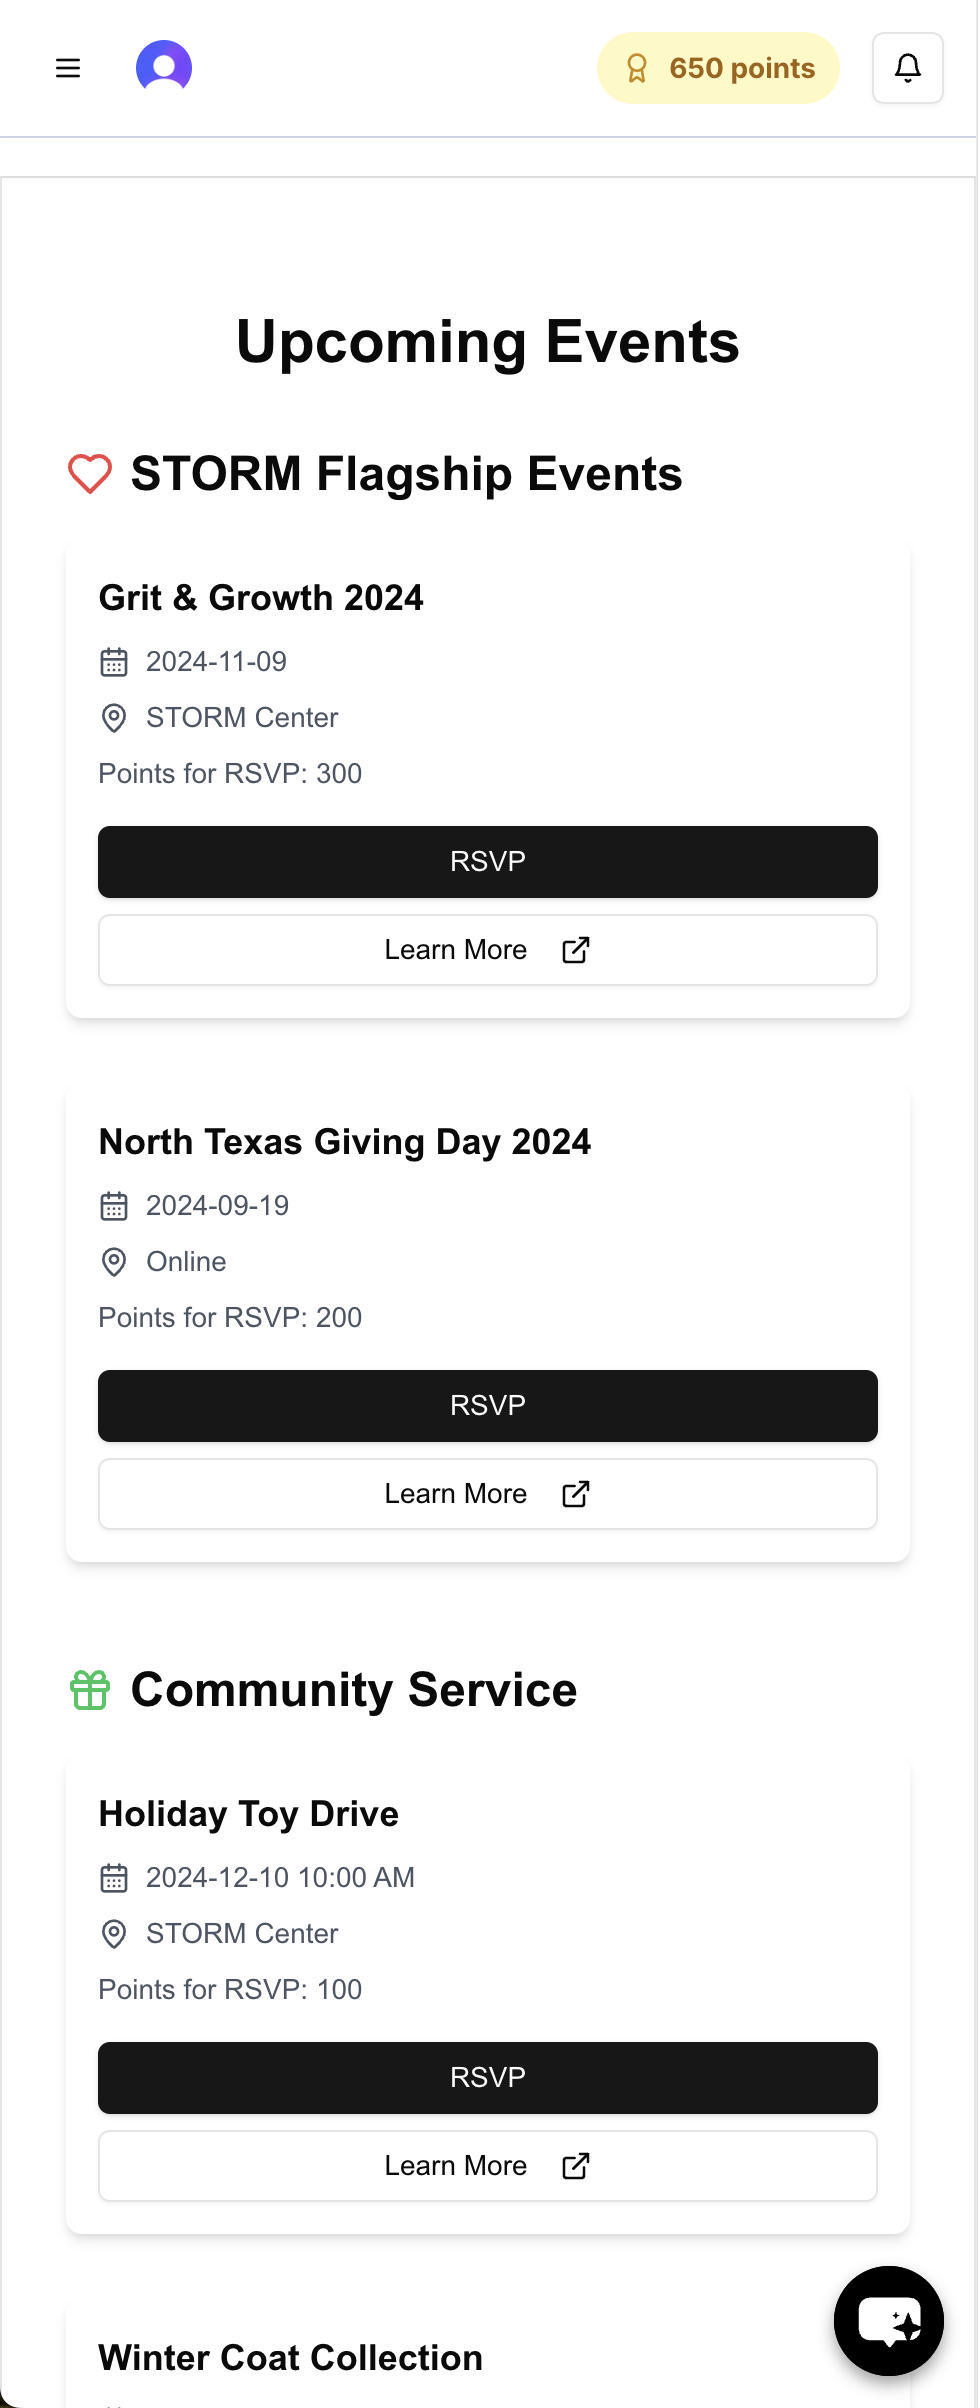 650 points
Upcoming Events
STORM Flagship Events
Grit & Growth 2024
2024-11-09
STORM Center
Points for RSVP: 300
RSVP
Learn More
North Texas Giving Day 2024
2024-09-19
Online
Points for RSVP: 200
RSVP
Learn More
Community Service
Holiday Toy Drive
2024-12-10 10:00 AM
STORM Center
Points for RSVP: 100
RSVP
Learn More
Winter Coat Collection